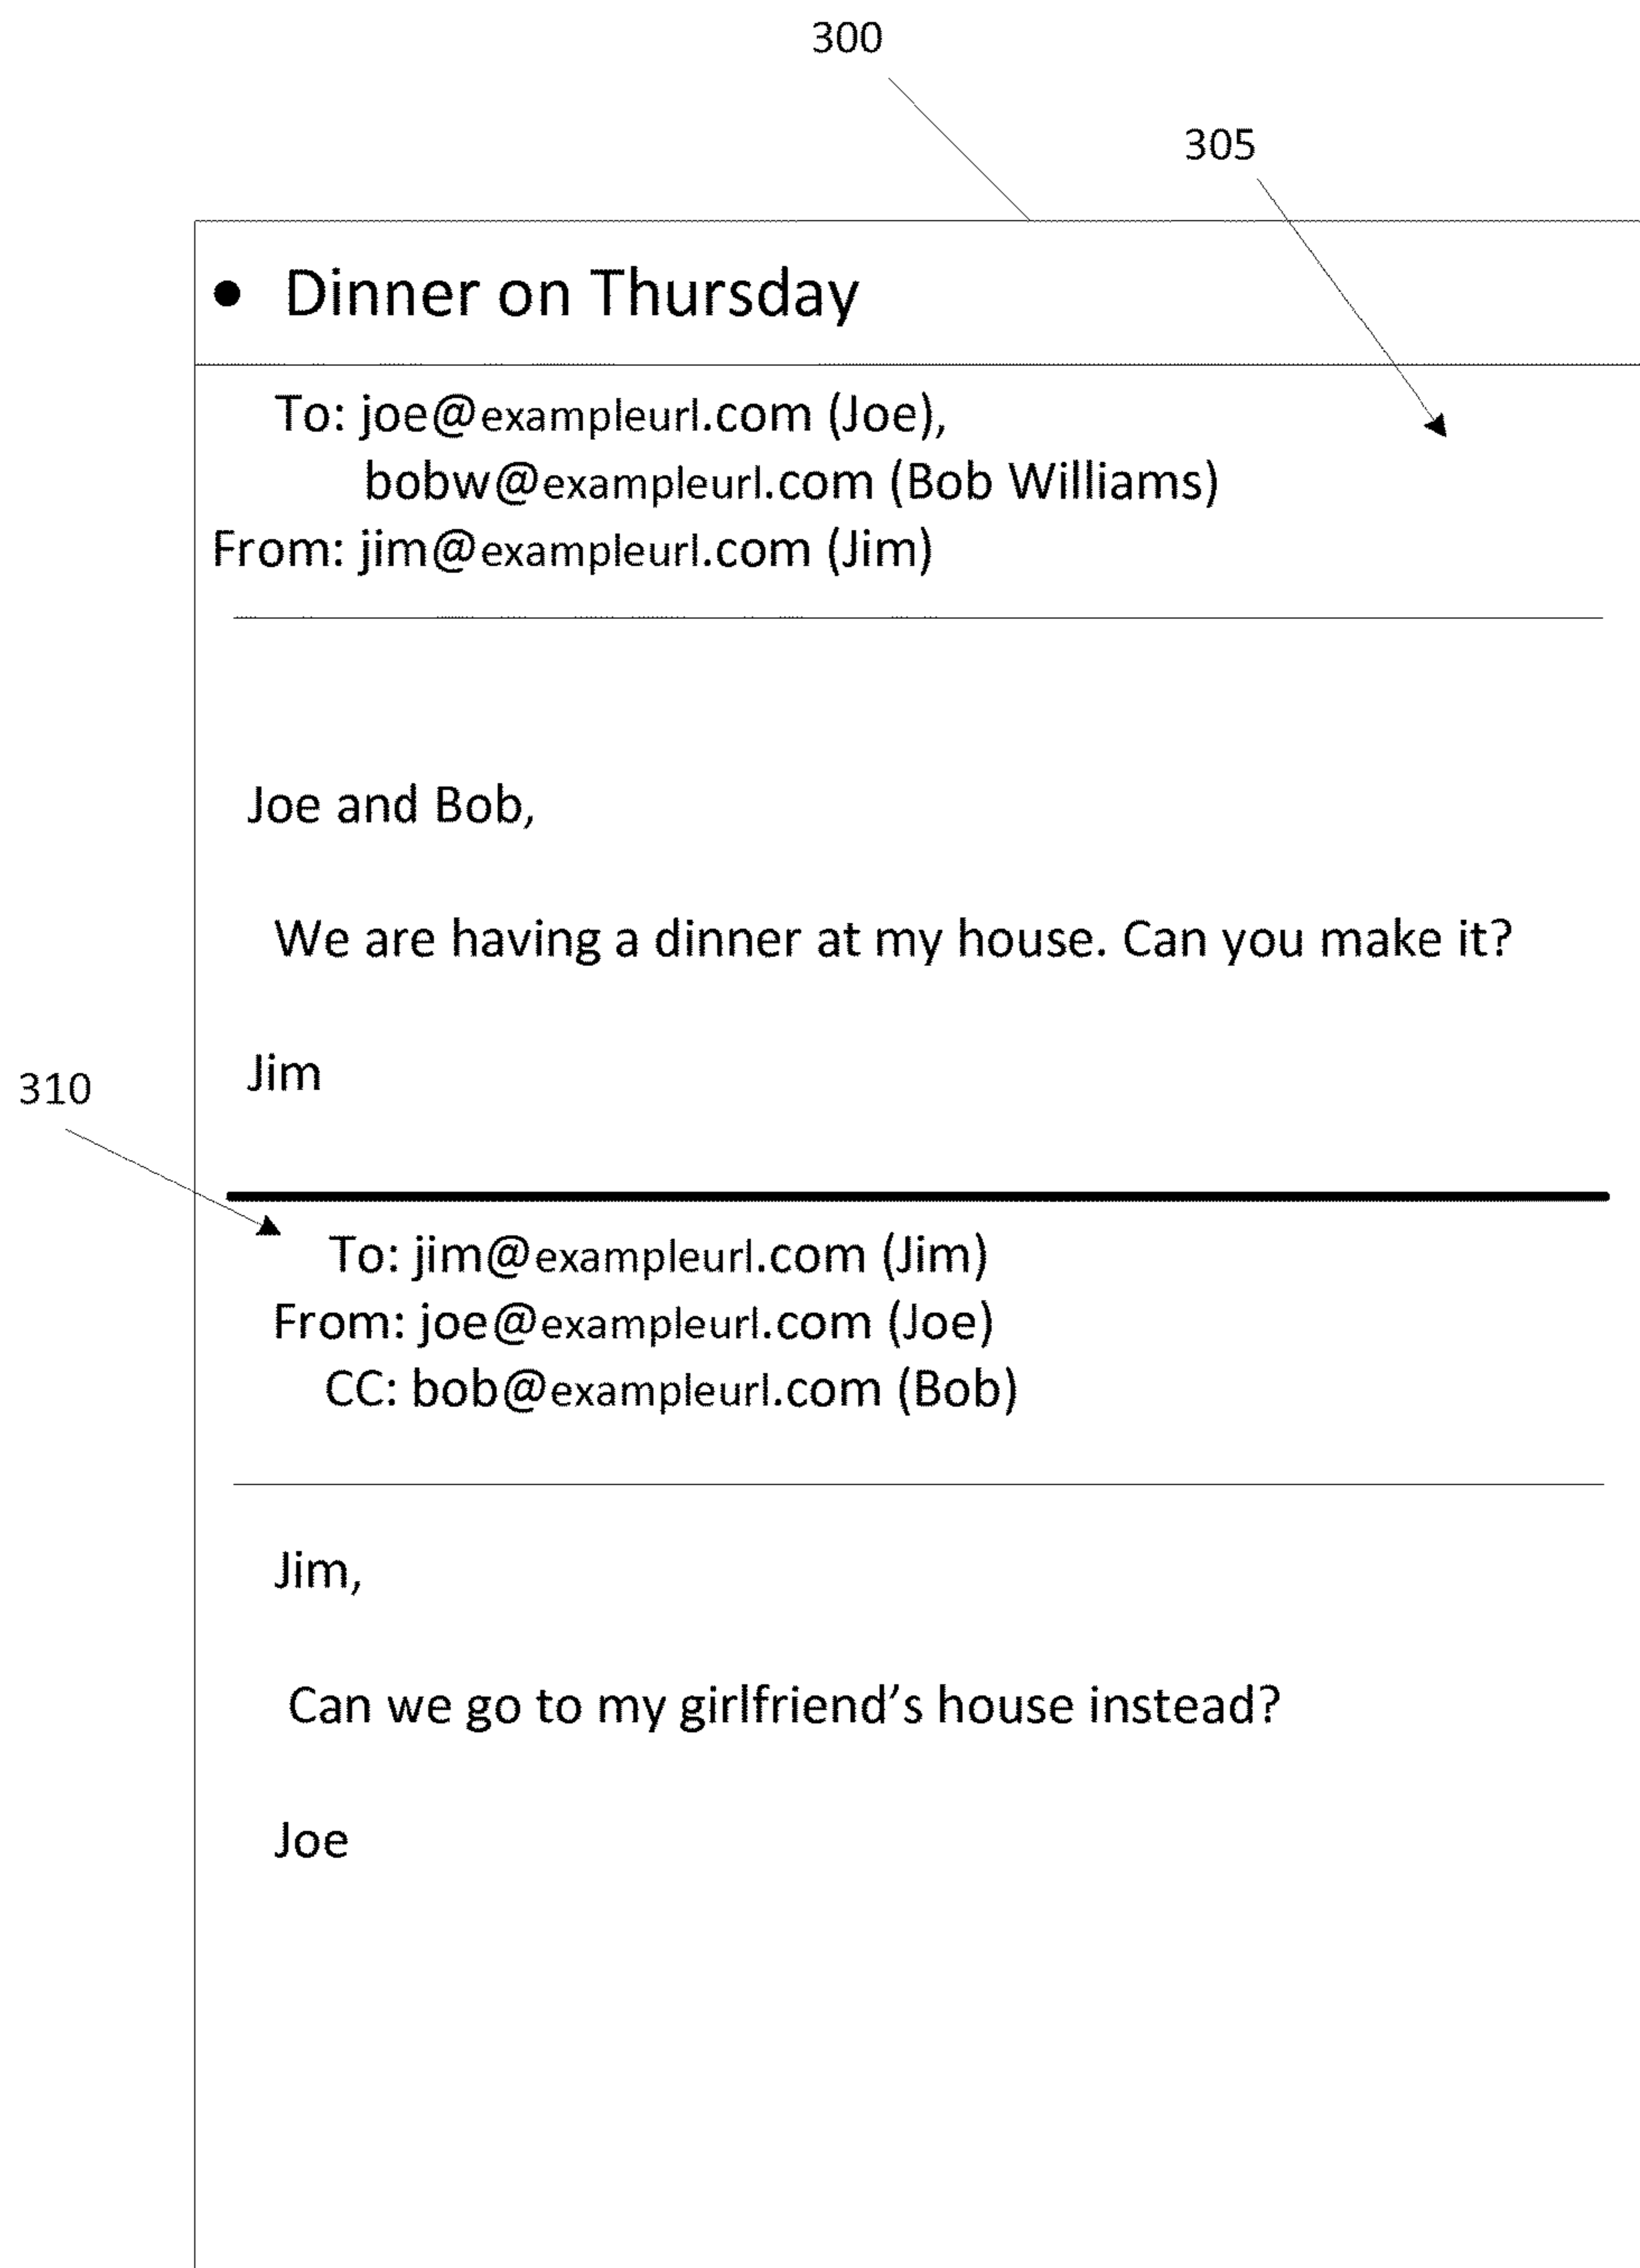 300
305
• Dinner on Thursday
To: joe@exampleurl.com (Joe),
bobw@exampleurl.com (Bob Williams)
From: jim@exampleurl.com (Jim)
Joe and Bob,
We are having a dinner at my house. Can you make it?
Jim
310
To: jim@exampleurl.com (Jim)
From: joe@exampleurl.com (Joe)
CC: bob@exampleurl.com (Bob)
Jim,
Can we go to my girlfriend’s house instead?
Joe